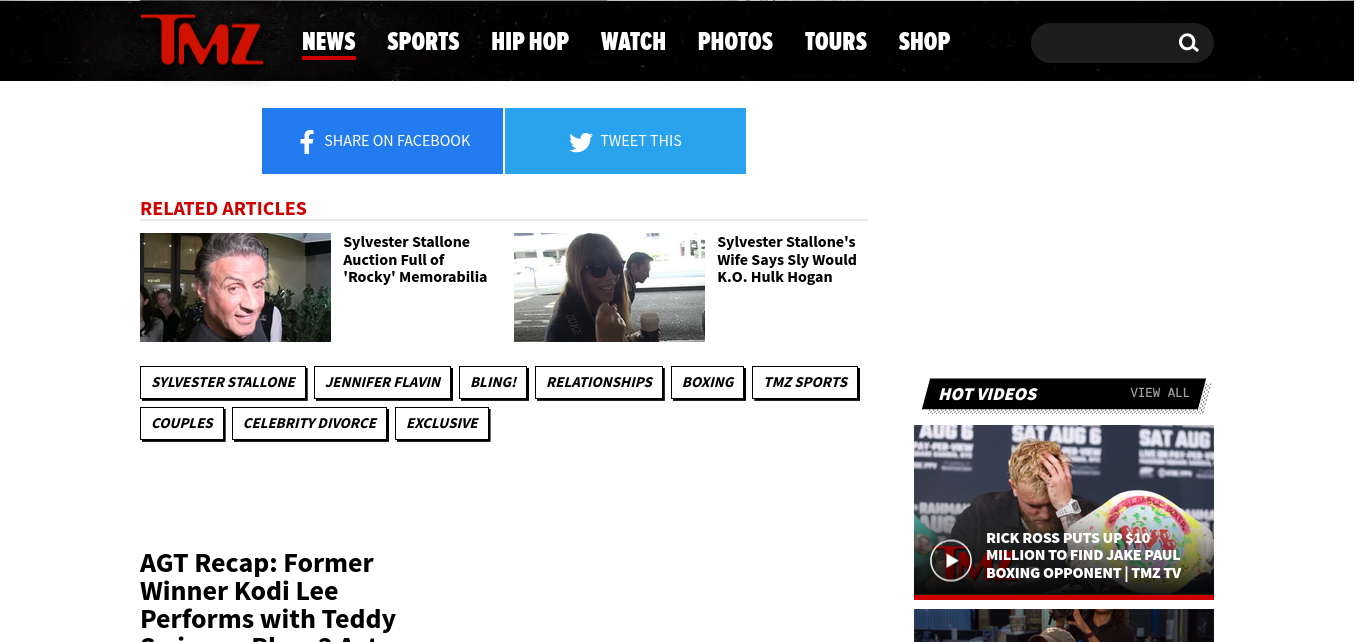 TMZ
NEWS SPORTS HIP HOP WATCH PHOTOS TOURS SHOP
SHARE ON FACEBOOK
TWEET THIS
RELATED ARTICLES
Sylvester Stallone
Auction Full of
'Rocky' Memorabilia
Sylvester Stallone's
Wife Says Sly Would
K.O. Hulk Hogan
SYLVESTER STALLONE JENNIFER FLAVIN BLING! RELATIONSHIPS BOXING TMZ SPORTS
COUPLES CELEBRITY DIVORCE EXCLUSIVE
HOT VIDEOS VIEW ALL
AUG 6 SAT AUG 6 SAT AUG
RICK ROSS PUTS UP $10
MILLION TO FIND JAKE PAUL
BOXING OPPONENT | TMZ TV
AGT Recap: Former
Winner Kodi Lee
Performs with Teddy